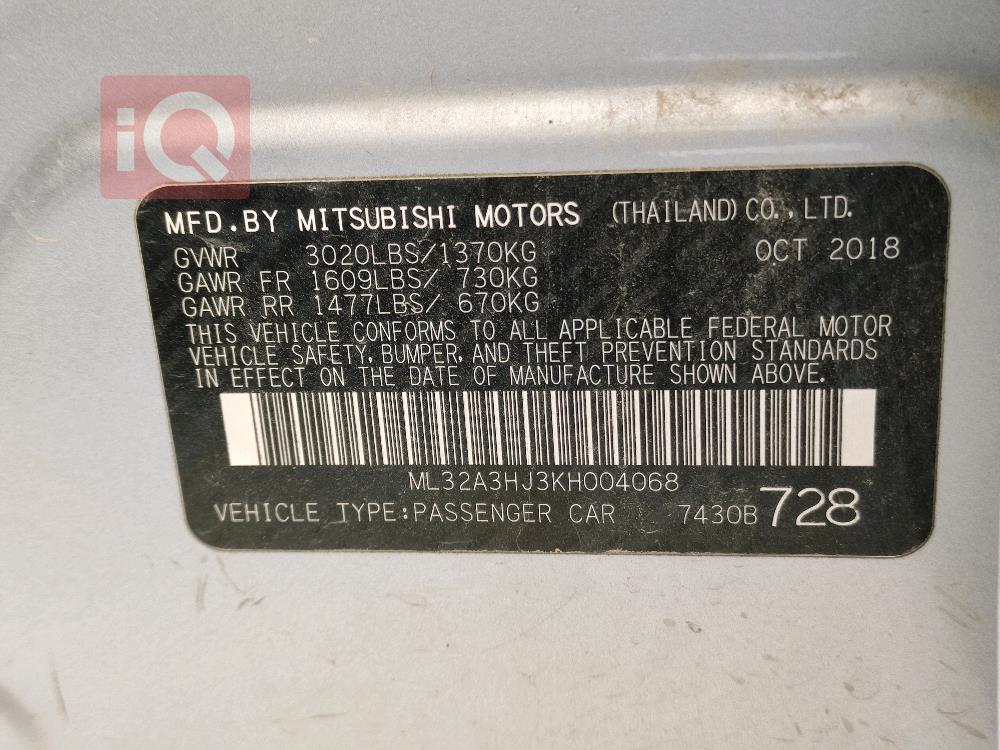 iQ
MFD.BY MITSUBISHI MOTORS (THAILAND) CO., LTD.
GVWR 3020LBS/1370KG OCT 2018
GAWR FR 1609LBS/ 730KG
GAWR RR 1477LBS/ 670KG
THIS VEHICLE CONFORMS TO ALL APPLICABLE FEDERAL MOTOR
VEHICLE SAFETY, BUMPER, AND THEFT PREVENTION STANDARDS
IN EFFECT ON THE DATE OF MANUFACTURE SHOWN ABOVE.
ML32A3HJ3KH004068
VEHICLE TYPE:PASSENGER CAR 7430B 728